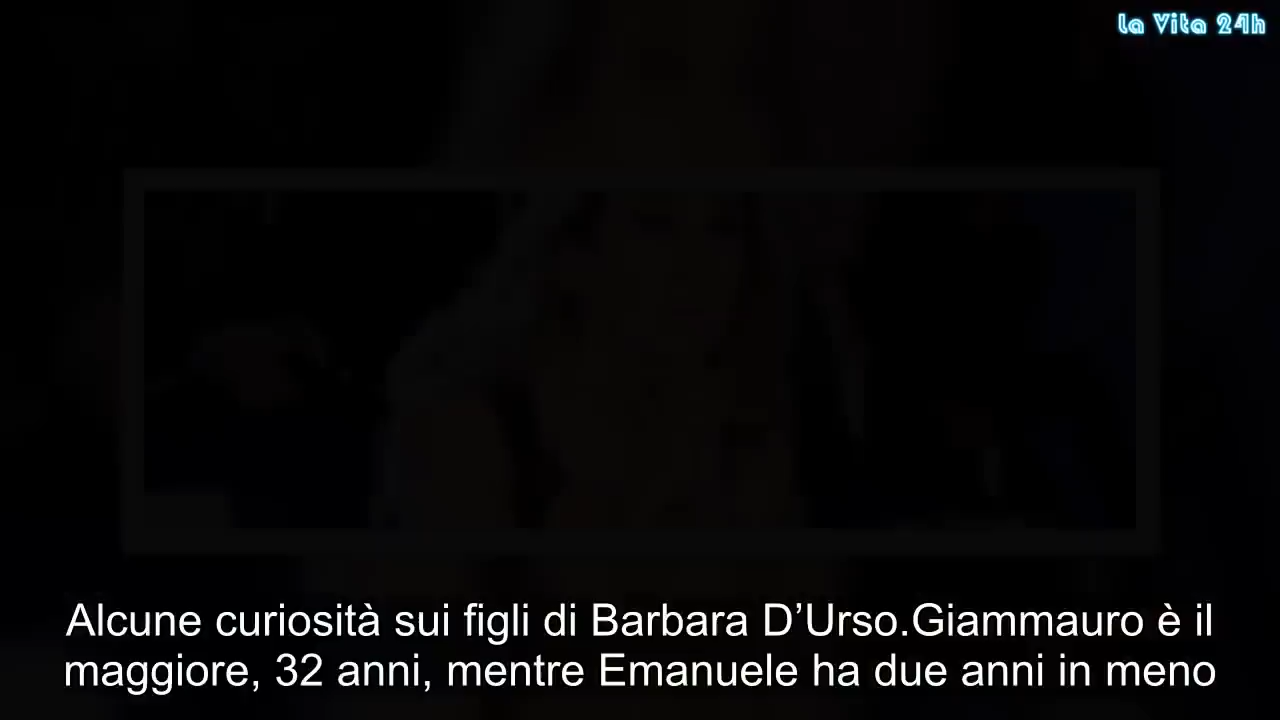 La Vita 24h
Alcune curiosità sui figli di Barbara D’Urso.Giammauro è il
maggiore, 32 anni, mentre Emanuele ha due anni in meno